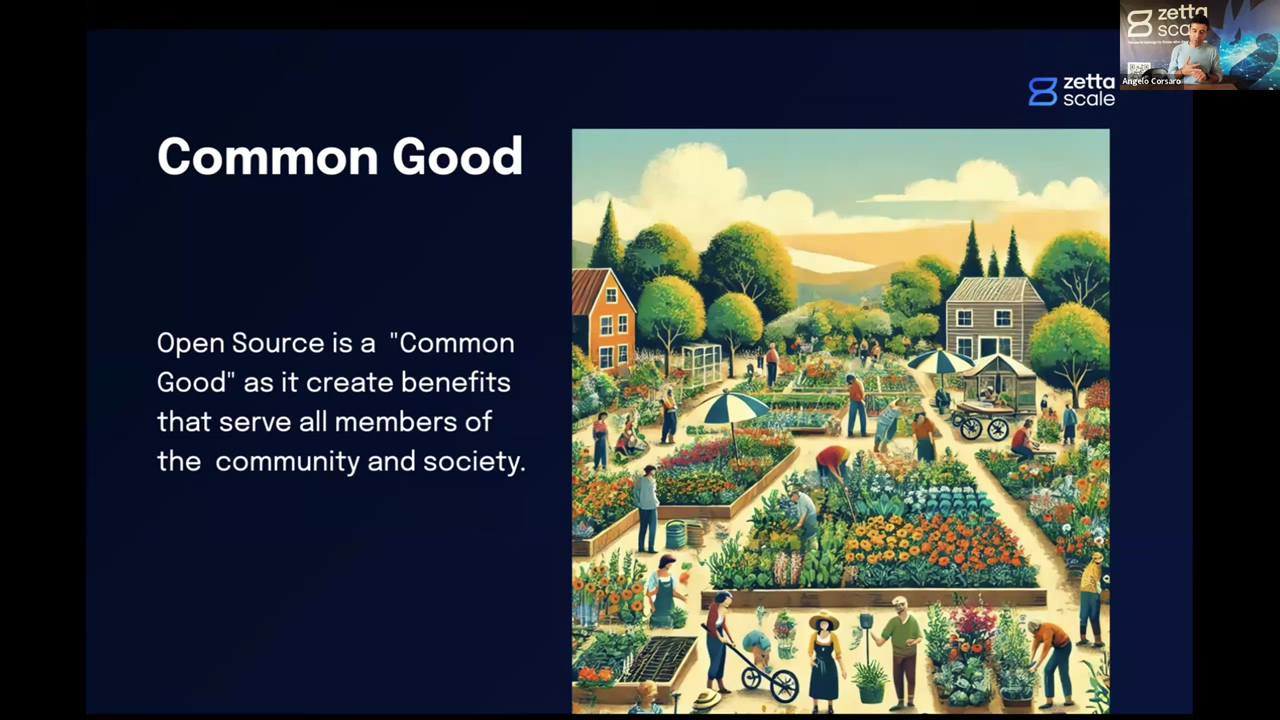 zetta
scale
Angelo Corsaro
zetta
scale
Common Good
Open Source is a "Common
Good" as it create benefits
that serve all members of
the community and society.